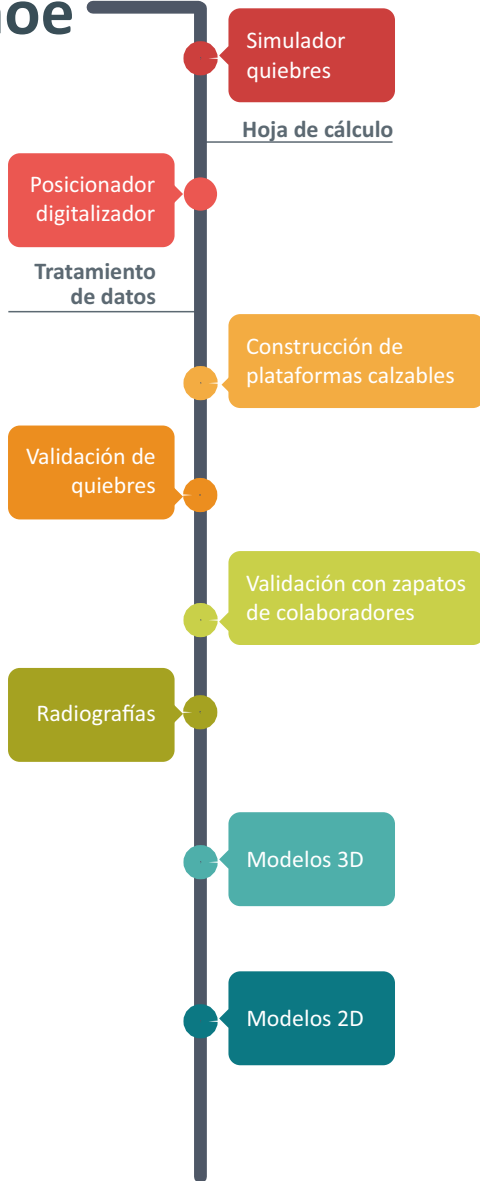 Simulador
quiebres
Hoja de cálculo
Posicionador
digitalizador
Tratamiento
de datos
Construcción de
plataformas calzables
Validación de
quiebres
Validación con zapatos
de colaboradores
Radiografías
Modelos 3D
Modelos 2D